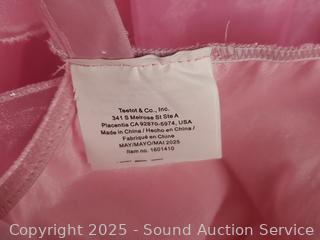 Teetot & Co., Inc.
341 S Melrose St Ste A
Placentia CA 92870-5974, USA
Made in China / Hecho en China /
Fabriqué en Chine
MAY/MAYO/MAI 2025
Item no. 1601410
Copyright 2025 - Sound Auction Service